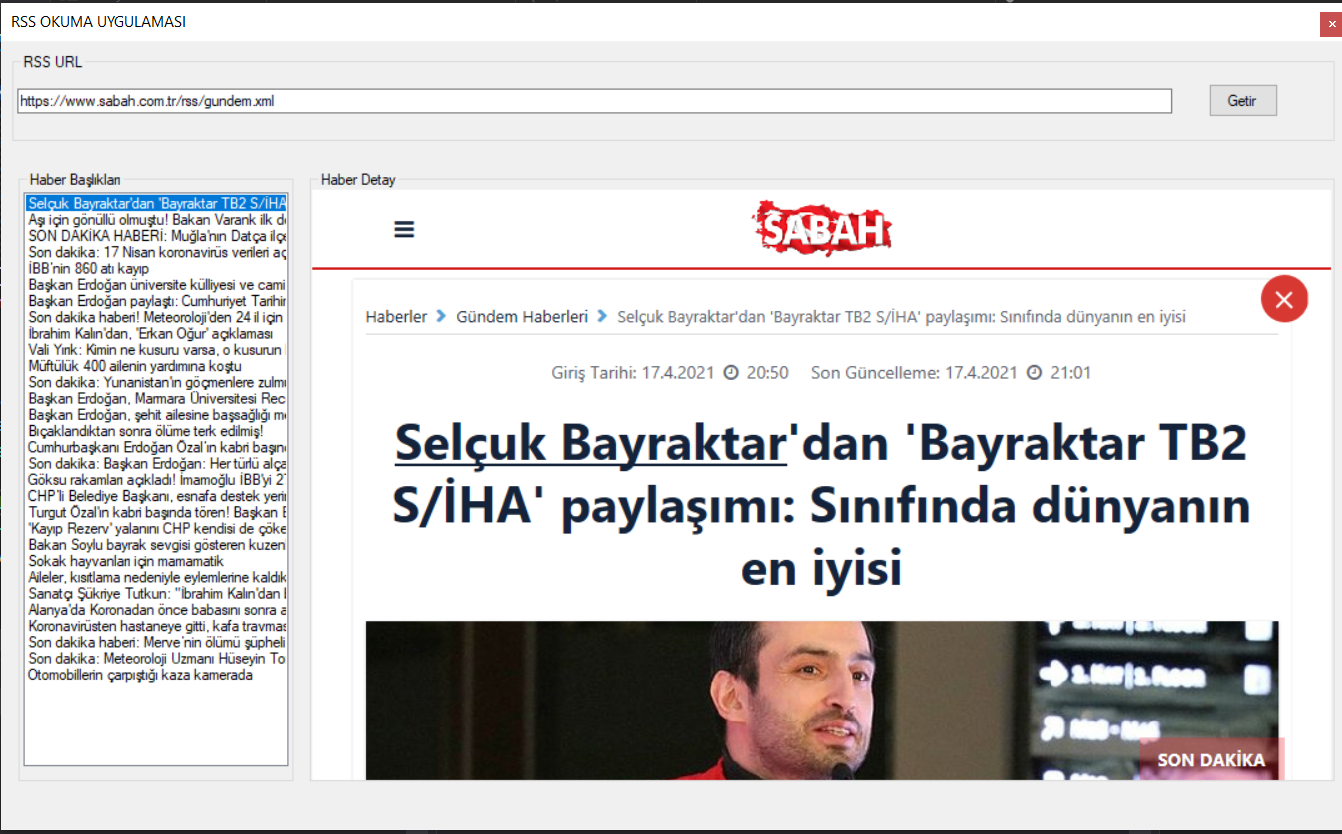 RSS OKUMA UYGULAMASI
RSS URL
https://www.sabah.com.tr/rss/gundem.xml
Getir
Haber Başlıkları
Selçuk Bayraktar'dan 'Bayraktar TB2 S/İHA
Aşı için gönüllü olmuştu! Bakan Varank ilk
SON DAKİKA HABERİ: Muğla'nın Datça
Son dakika: 17 Nisan koronavirüs verileri
İBB'nin 860 atı kayıp
Başkan Erdoğan üniversite külliyesi ve cami
Başkan Erdoğan paylaştı: Cumhuriyet
Son dakika haberi! Meteoroloji'den 24 il için
İbrahim Kalın'dan, 'Erkan Oğur' açıklaması
Vali Yırık: Kimin ne kusuru varsa, o kusurun
Müftülük 400 ailenin yardımına koştu
Son dakika: Yunanistan'ın göçmenlere
Başkan Erdoğan, Marmara Üniversitesi Rec
Başkan Erdoğan, şehit ailesine başsağlığı
Bıçaklandıktan sonra ölüme terk edilmiş!
Cumhurbaşkanı Erdoğan Özal'ın kabri
Son dakika: Başkan Erdoğan: Her türlü
Göksu rakamları açıkladı! İmamoğlu İBB'yi
CHP'li Belediye Başkanı, esnafa destek
Turgut Özal'ın kabri başında tören! Başkan
'Kayıp Rezerv' yalanını CHP kendisi de
Bakan Soylu bayrak sevgisi gösteren kuzen
Sokak hayvanları için mamamatik
Aileler, kısıtlama nedeniyle eylemlerine
Sanatçı Şükriye Tutkun: "İbrahim Kalın'dan
Alanya'da Koronadan önce babasını sonra a
Koronavirüsten hastaneye gitti, kafa
Son dakika haberi: Merve'nin ölümü şüpheli
Son dakika: Meteoroloji Uzmanı Hüseyin To
Otomobillerin çarpıştığı kaza kamerada
Haber Detay
SABAH
Haberler > Gündem Haberleri > Selçuk Bayraktar'dan 'Bayraktar TB2 S/İHA' paylaşımı: Sınıfında dünyanın en iyisi
Giriş Tarihi: 17.4.2021 20:50 Son Güncelleme: 17.4.2021 21:01
Selçuk Bayraktar'dan 'Bayraktar TB2
S/İHA' paylaşımı: Sınıfında dünyanın
en iyisi
SON DAKİKA